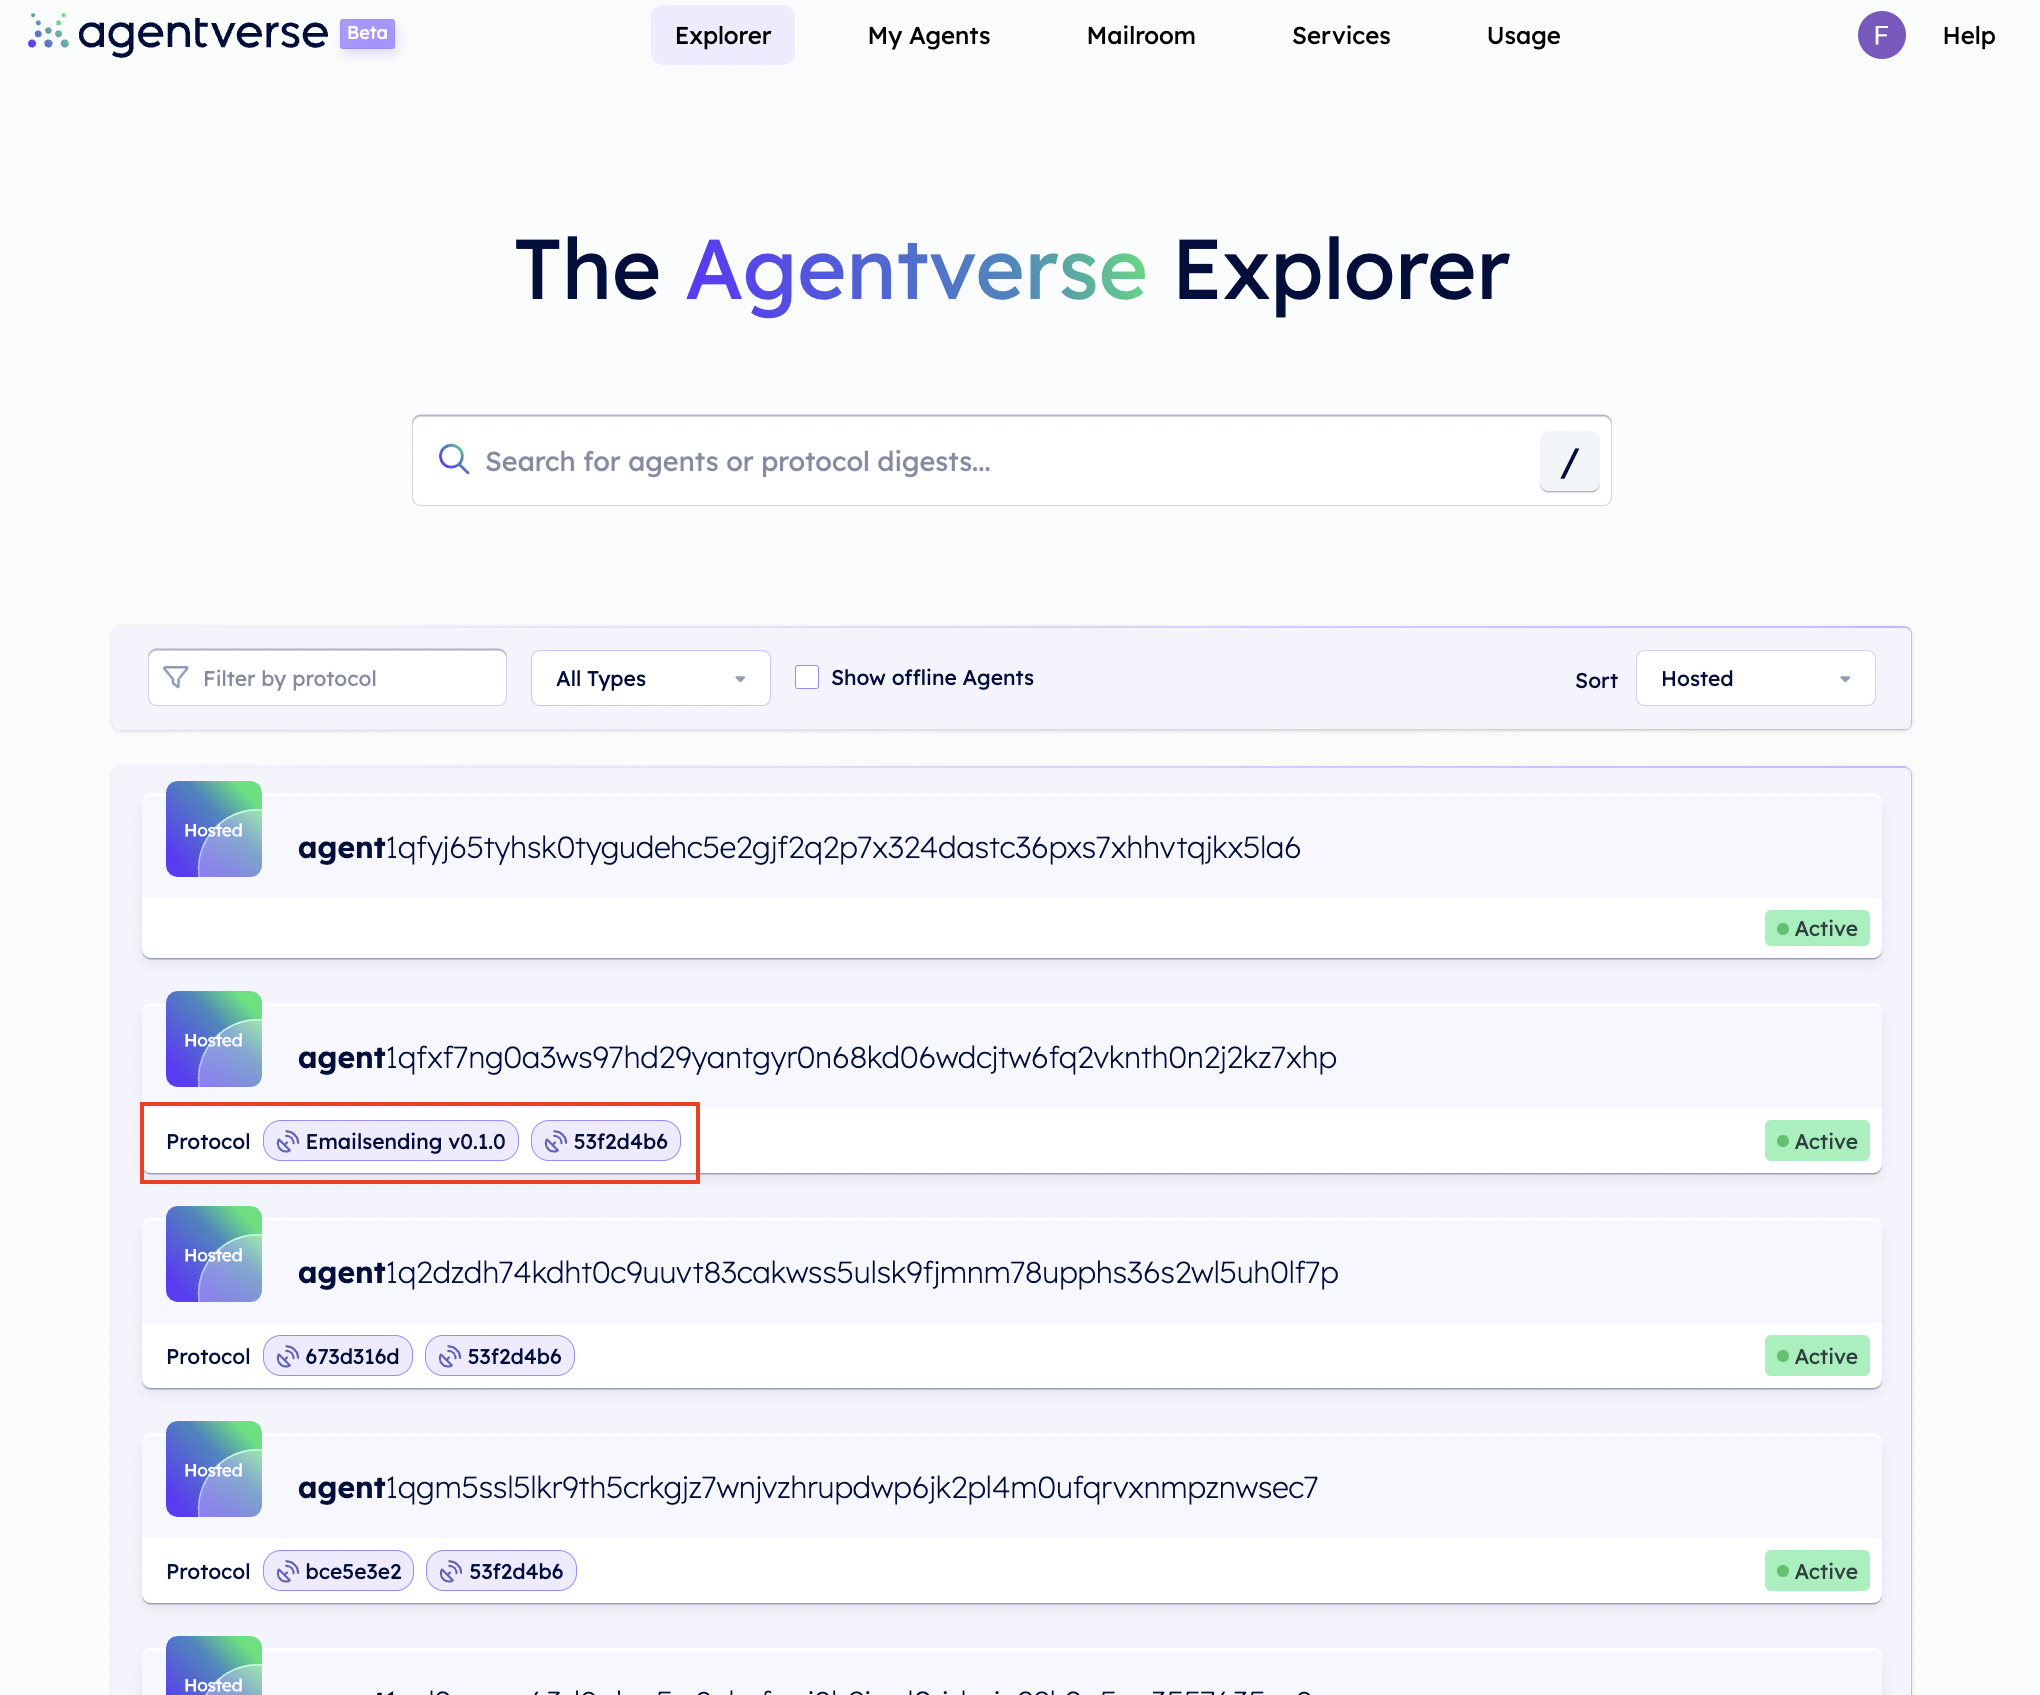 agentverse Beta Explorer My Agents Mailroom Services Usage F Help
The Agentverse Explorer
Search for agents or protocol digests... /
Filter by protocol All Types Show offline Agents Sort Hosted
Hosted agent1qfyj65tyhsk0tygudehc5e2gjf2q2p7x324dastc36pxs7xhhvtqjkx5la6
Active
Hosted agent1qfxf7ng0a3ws97hd29yantgyr0n68kd06wdcjtw6fq2vknth0n2j2kz7xhp
Protocol Emailsending v0.1.0 53f2d4b6 Active
Hosted agent1q2dzdh74kdht0c9uuvt83cakwss5ulsk9fjmnm78upphs36s2wl5uh0lf7p
Protocol 673d316d 53f2d4b6 Active
Hosted agent1qgm5ssl5lkr9th5crkgjz7wnjvzhrupdwp6jk2pl4m0ufqrvxnmpznwsec7
Protocol bce5e3e2 53f2d4b6 Active
Hosted